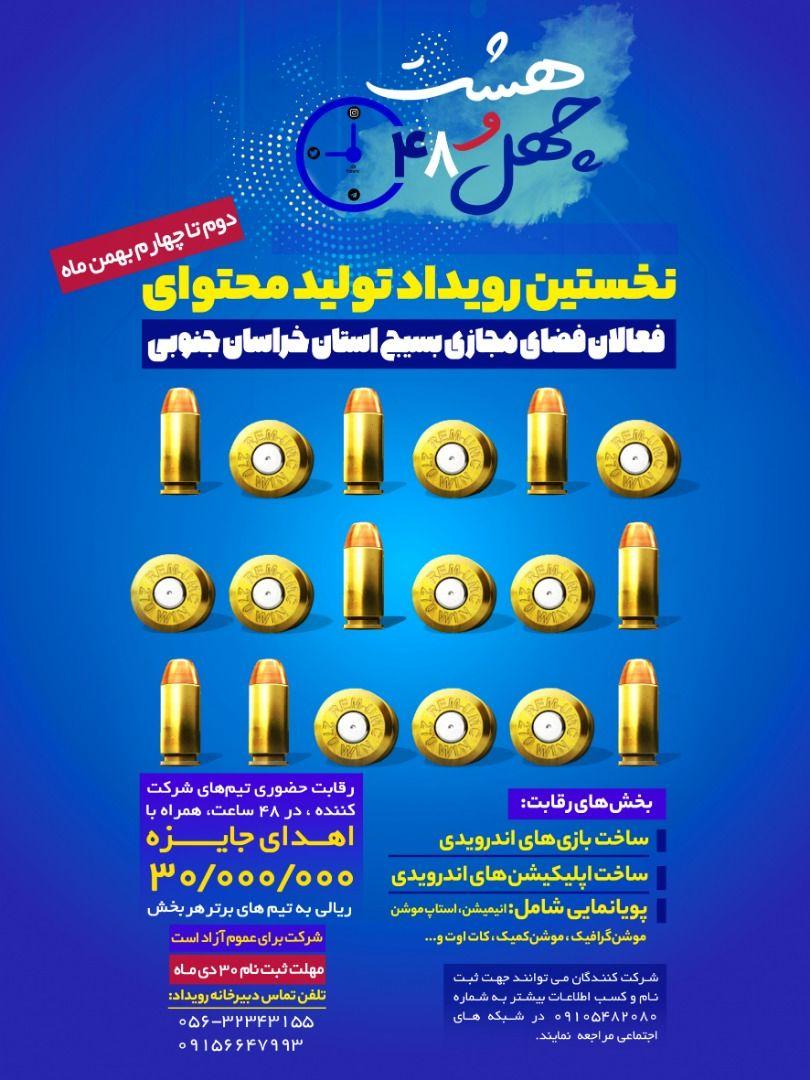 هشت
و
چهل
۴۸
دوم تا چهارم بهمن ماه
نخستین رویداد تولید محتوای
فعالان فضای مجازی بسیج استان خراسان جنوبی
REM-UMC
270 WIN
بخش‌های رقابت:
ساخت بازی‌های اندرویدی
ساخت اپلیکیشن‌های اندرویدی
پویانمایی شامل: انیمیشن، استاپ موشن
موشن گرافیک، موشن کمیک، کات اوت و...
شرکت کنندگان می توانند جهت ثبت
نام و کسب اطلاعات بیشتر به شماره
۰۹۱۰۵۴۸۲۰۸۰ در شبکه های
اجتماعی مراجعه نمایند.
رقابت حضوری تیم‌های شرکت
کننده ، در ۴۸ ساعت، همراه با
اهدای جایزه
۳۰/۰۰۰/۰۰۰
ریالی به تیم های برتر هر بخش
شرکت برای عموم آزاد است
مهلت ثبت نام ۳۰ دی ماه
تلفن تماس دبیرخانه رویداد:
۰۵۶-۳۲۳۴۳۱۵۵
۰۹۱۵۶۶۴۷۹۹۳